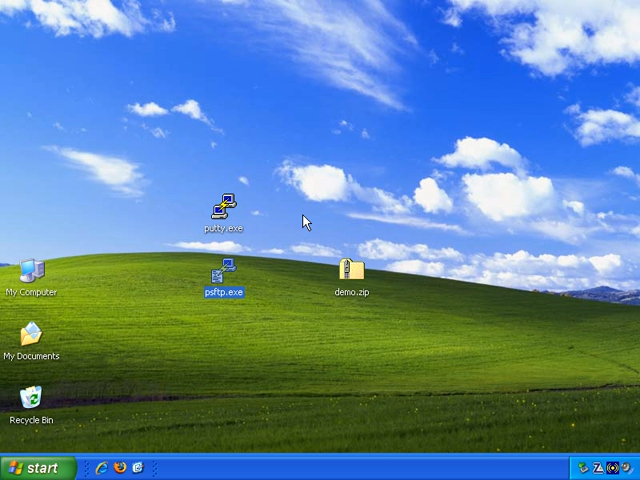 putty.exe
psftp.exe
demo.zip
My Computer
My Documents
Recycle Bin
start